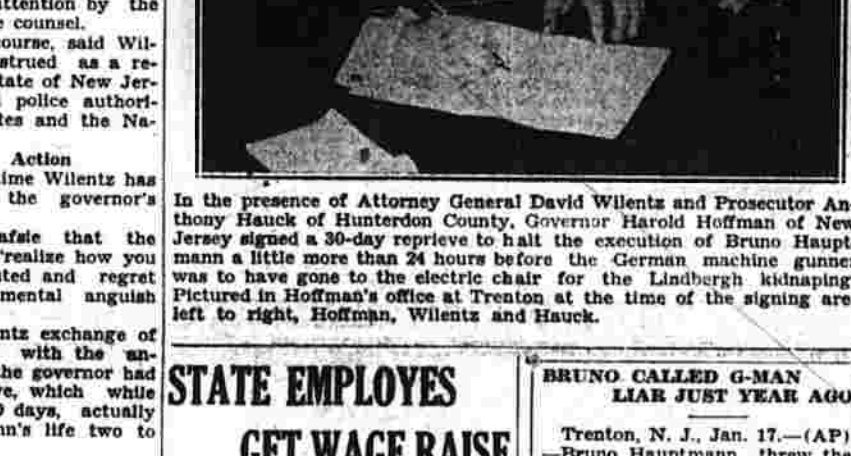 attention by the
counsel.
ourse, said Wil-
strued as a re-
tate of New Jer-
police authori-
tes and the Na-
Action
time Wilentz has
the governor's
afsie that the
"realize how you
ited and regret
mental anguish
ntz exchange of
with the an-
he governor had
ve, which while
0 days, actually
nn's life two to
In the presence of Attorney General David Wilentz and Prosecutor An-
thony Hauck of Hunterdon County, Governor Harold Hoffman of New
Jersey signed a 30-day reprieve to halt the execution of Bruno Haupt
mann a little more than 24 hours before the German machine gunner
was to have gone to the electric chair for the Lindbergh kidnaping
Pictured in Hoffman's office at Trenton at the time of the signing are
left to right, Hoffman, Wilentz and Hauck.
STATE EMPLOYES
GET WAGE RAISE
BRUNO CALLED G-MAN
LIAR JUST YEAR AGO
Trenton, N. J., Jan. 17.—(AP)
—Bruno Hauptmann threw the